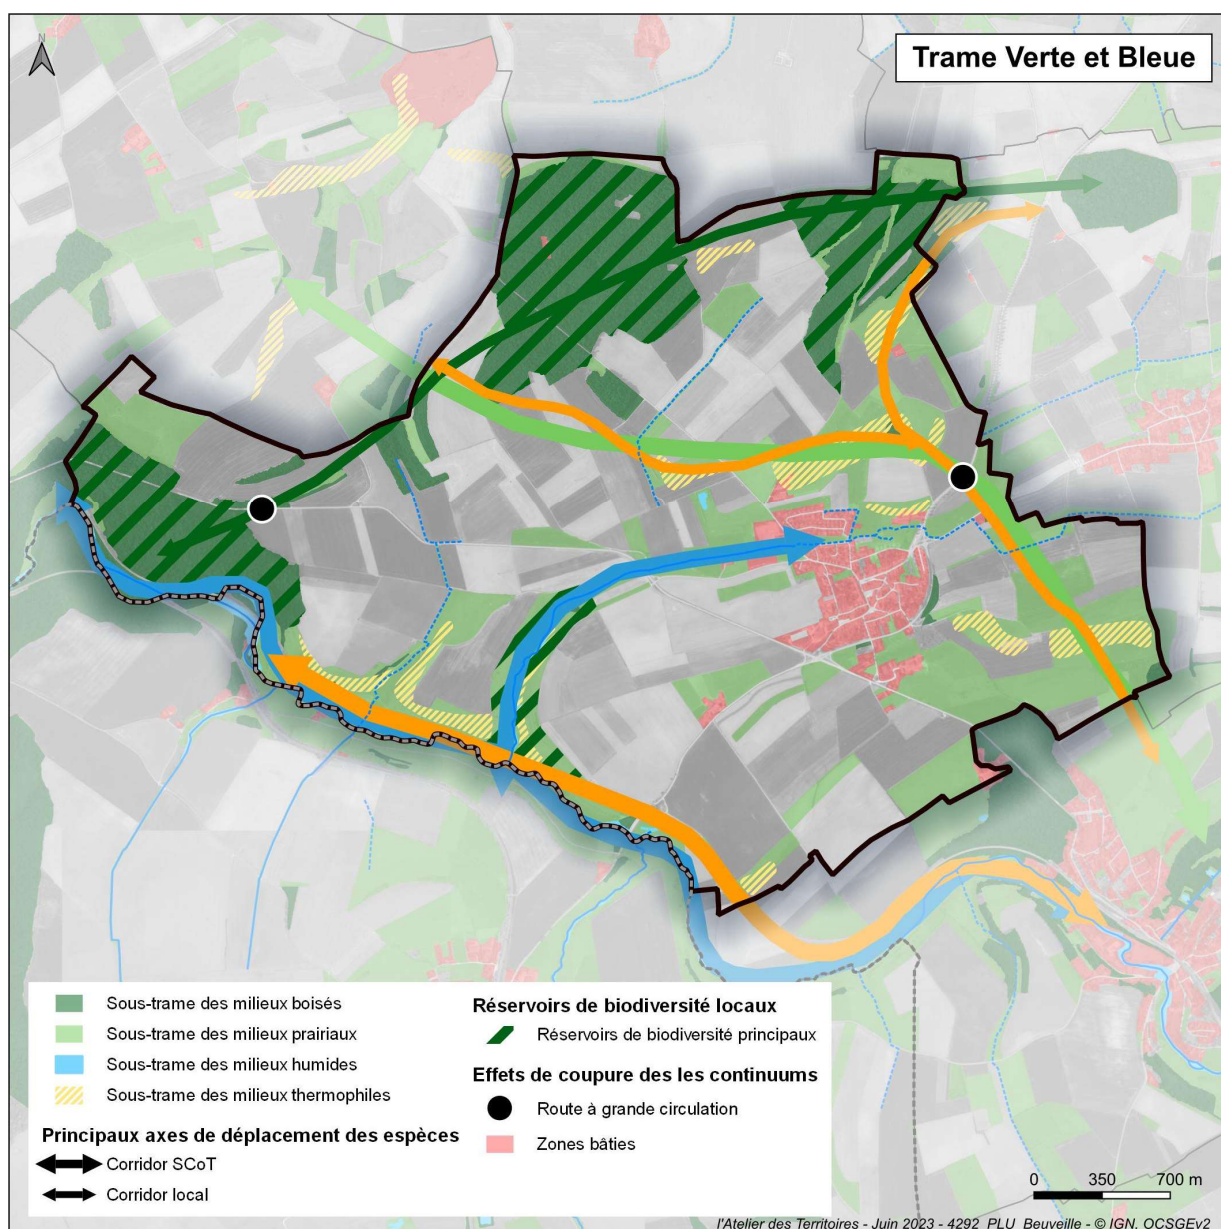 N
Trame Verte et Bleue
Sous-trame des milieux boisés
Sous-trame des milieux prairiaux
Sous-trame des milieux humides
Sous-trame des milieux thermophiles
Principaux axes de déplacement des espèces
Corridor SCoT
Corridor local
Réservoirs de biodiversité locaux
Réservoirs de biodiversité principaux
Effets de coupure des les continuums
Route à grande circulation
Zones bâties
0 350 700 m
l'Atelier des Territoires - Juin 2023 - 4292_PLU_Beuveille - © IGN, OCSGEv2